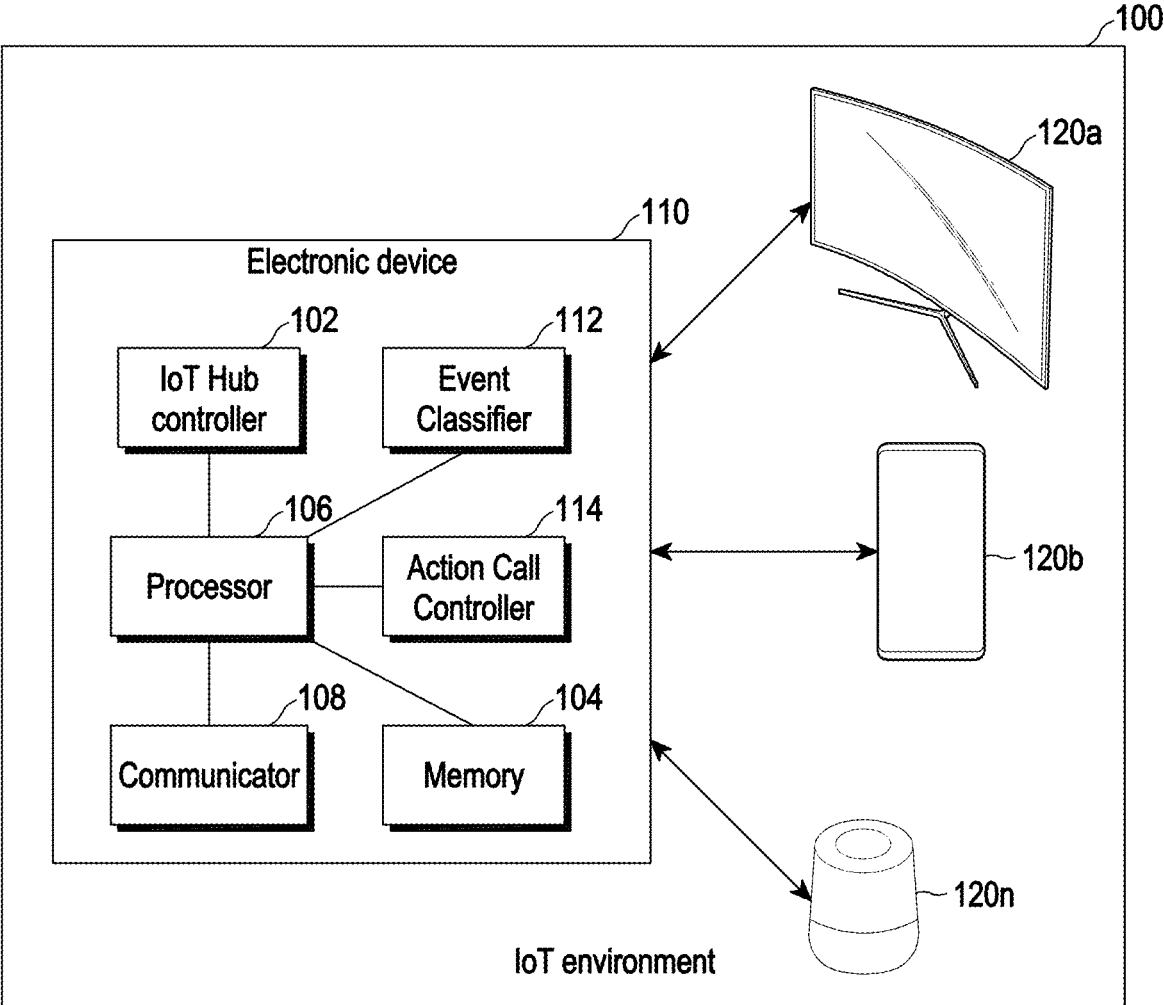 100
120a
110
Electronic device
102
112
IoT Hub
controller
Event
Classifier
106
114
Processor
Action Call
Controller
120b
108
104
Communicator
Memory
120n
IoT environment